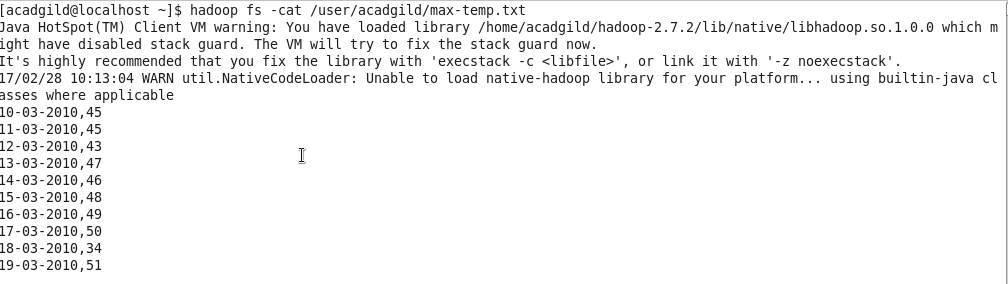 [acadgild@localhost ~]$ hadoop fs -cat /user/acadgild/max-temp.txt
Java HotSpot(TM) Client VM warning: You have loaded library /home/acadgild/hadoop-2.7.2/lib/native/libhadoop.so.1.0.0 which m
ight have disabled stack guard. The VM will try to fix the stack guard now.
It's highly recommended that you fix the library with 'execstack -c <libfile>', or link it with '-z noexecstack'.
17/02/28 10:13:04 WARN util.NativeCodeLoader: Unable to load native-hadoop library for your platform... using builtin-java cl
asses where applicable
10-03-2010,45
11-03-2010,45
12-03-2010,43
13-03-2010,47
14-03-2010,46
15-03-2010,48
16-03-2010,49
17-03-2010,50
18-03-2010,34
19-03-2010,51